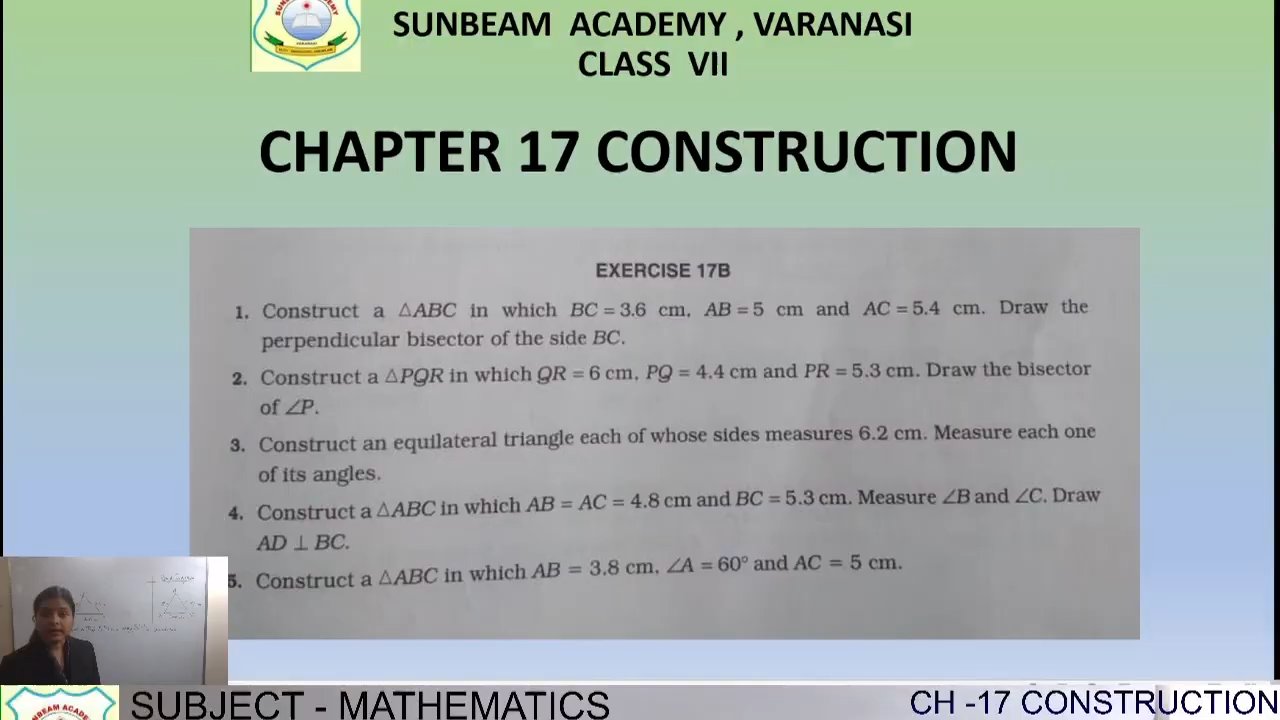 SUNBEAM ACADEMY , VARANASI
CLASS VII
CHAPTER 17 CONSTRUCTION
EXERCISE 17B
1. Construct a △ABC in which BC = 3.6 cm, AB = 5 cm and AC = 5.4 cm. Draw the
perpendicular bisector of the side BC.
2. Construct a △PQR in which QR = 6 cm, PQ = 4.4 cm and PR = 5.3 cm. Draw the bisector
of ∠P.
3. Construct an equilateral triangle each of whose sides measures 6.2 cm. Measure each one
of its angles.
4. Construct a △ABC in which AB = AC = 4.8 cm and BC = 5.3 cm. Measure ∠B and ∠C. Draw
AD ⊥ BC.
5. Construct a △ABC in which AB = 3.8 cm, ∠A = 60° and AC = 5 cm.
SUBJECT - MATHEMATICS
CH -17 CONSTRUCTION